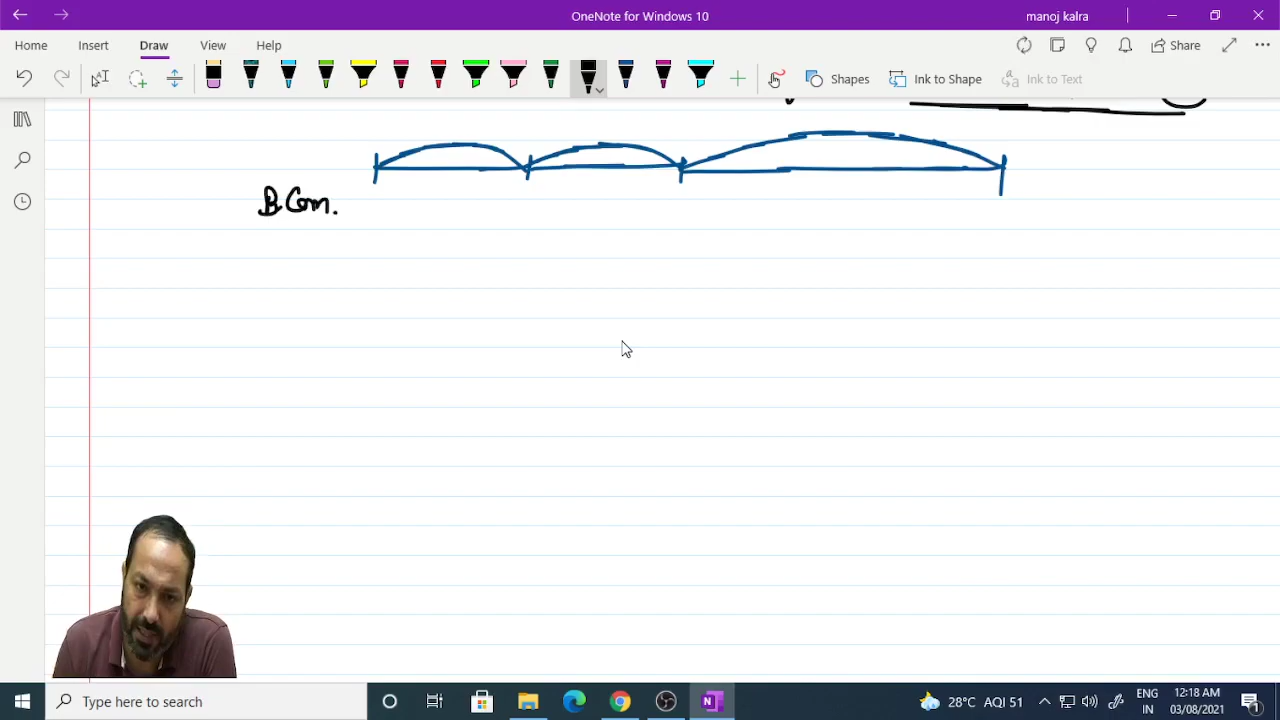 OneNote for Windows 10
manoj kalra
Home Insert Draw View Help
Share
Shapes Ink to Shape Ink to Text
B.Com.
Type here to search
28°C AQI 51
ENG
IN
12:18 AM
03/08/2021
1